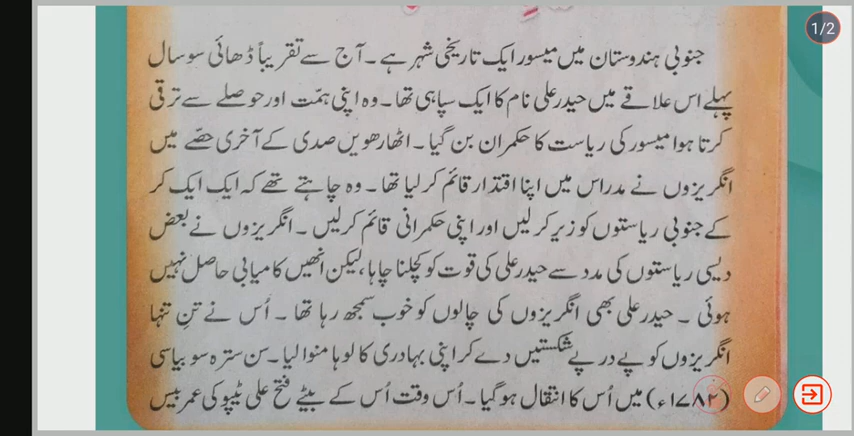 1/2
جنوبی ہندوستان میں میسور ایک تاریخی شہر ہے ۔ آج سے تقریباً ڈھائی سو سال
پہلے اس علاقے میں حیدر علی نام کا ایک سپاہی تھا ۔ وہ اپنی ہمّت اور حوصلے سے ترقی
کرتا ہوا میسور کی ریاست کا حکمران بن گیا ۔ اٹھارھویں صدی کے آخری حصّے میں
انگریزوں نے مدراس میں اپنا اقتدار قائم کر لیا تھا ۔ وہ چاہتے تھے کہ ایک ایک کر
کے جنوبی ریاستوں کو زیر کر لیں اور اپنی حکمرانی قائم کر لیں ۔ انگریزوں نے بعض
دیسی ریاستوں کی مدد سے حیدر علی کی قوت کو کچلنا چاہا، لیکن انھیں کامیابی حاصل نہیں
ہوئی ۔ حیدر علی بھی انگریزوں کی چالوں کو خوب سمجھ رہا تھا ۔ اُس نے تنِ تنہا
انگریزوں کو پے در پے شکستیں دے کر اپنی بہادری کا لوہا منوا لیا ۔ سن سترہ سو بیاسی
(۱۷۸۲ء) میں اُس کا انتقال ہو گیا ۔ اُس وقت اُس کے بیٹے فتح علی ٹیپو کی عمر بیس